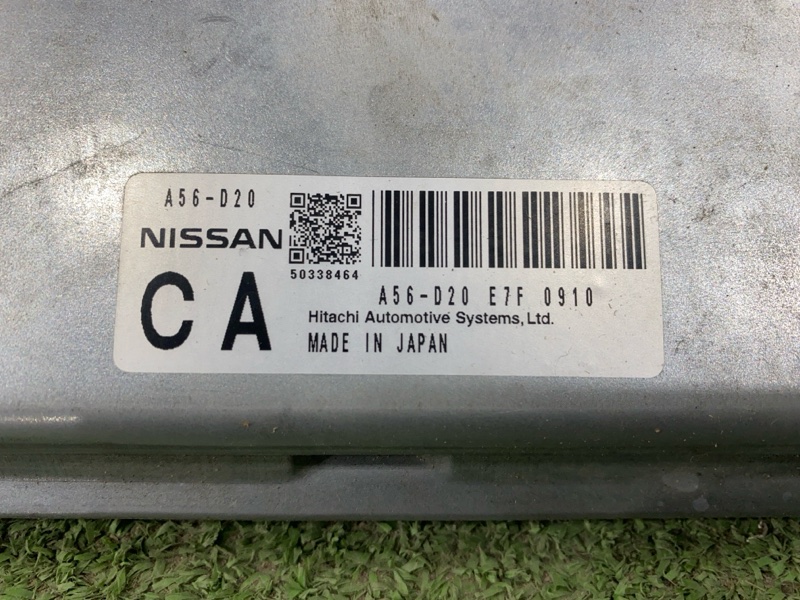 A56-D20
NISSAN
50338464
CA
A56-D20 E7F 0910
Hitachi Automotive Systems, Ltd.
MADE IN JAPAN